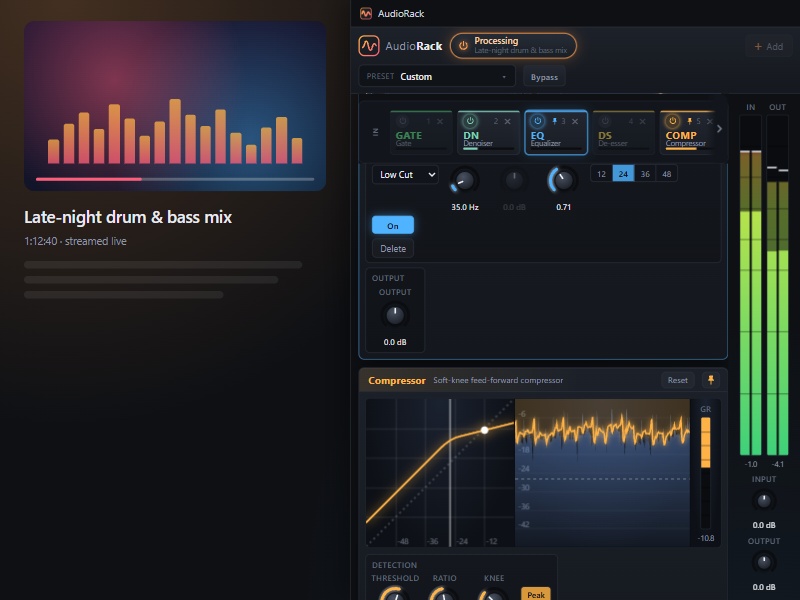 AudioRack
AudioRack
Processing
Late-night drum & bass mix
+ Add
PRESET Custom
Bypass
IN
1 ×
GATE
Gate
2 ×
DN
Denoiser
3 ×
EQ
Equalizer
4 ×
DS
De-esser
5 ×
COMP
Compressor
IN OUT
Low Cut
12 24 36 48
35.0 Hz 0.0 dB 0.71
On
Delete
OUTPUT
OUTPUT
0.0 dB
Late-night drum & bass mix
1:12:40 · streamed live
Compressor Soft-knee feed-forward compressor
Reset
-6
-18
-24
-30
-36
-42
-48 -36 -24 -12
GR
-10.8
-1.0 -4.1
INPUT
0.0 dB
OUTPUT
0.0 dB
DETECTION
THRESHOLD RATIO KNEE
Peak